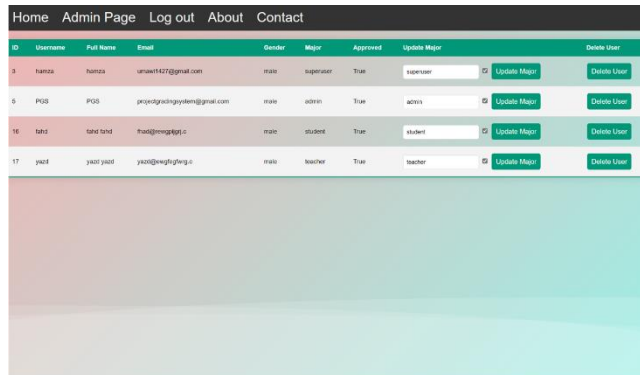 Home Admin Page Log out About Contact
ID Username Full Name Email Gender Major Approved Update Major Delete User
3 hamza hamza umawi1427@gmail.com male superuser True superuser Update Major Delete User
5 PGS PGS projectgradingsystem@gmail.com male admin True admin Update Major Delete User
16 fahd fahd fahd male student True student Update Major Delete User
17 yazd yazd yazd male teacher True teacher Update Major Delete User